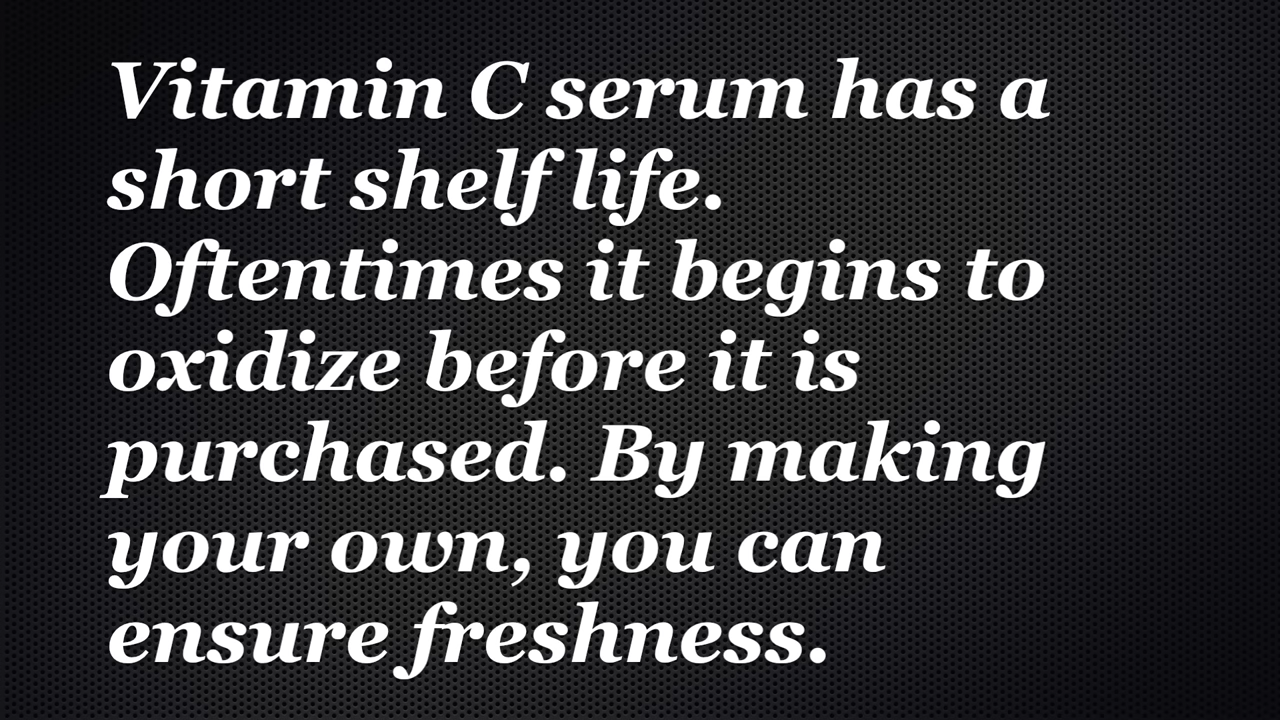 Vitamin C serum has a
short shelf life.
Oftentimes it begins to
oxidize before it is
purchased. By making
your own, you can
ensure freshness.